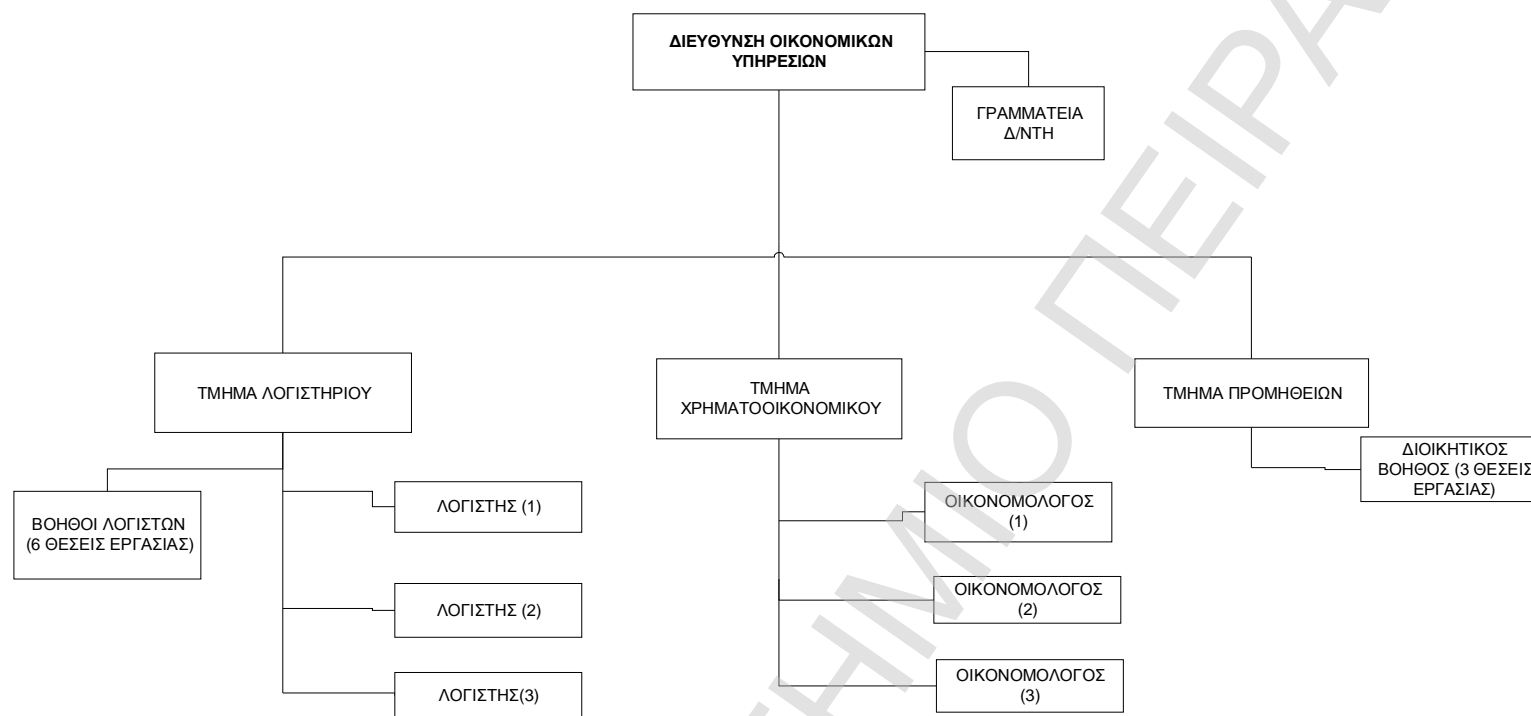 ΔΙΕΥΘΥΝΣΗ ΟΙΚΟΝΟΜΙΚΩΝ
ΥΠΗΡΕΣΙΩΝ
ΓΡΑΜΜΑΤΕΙΑ
Δ/ΝΤΗ
ΤΜΗΜΑ ΛΟΓΙΣΤΗΡΙΟΥ
ΤΜΗΜΑ
ΧΡΗΜΑΤΟΟΙΚΟΝΟΜΙΚΟΥ
ΤΜΗΜΑ ΠΡΟΜΗΘΕΙΩΝ
ΒΟΗΘΟΙ ΛΟΓΙΣΤΩΝ
(6 ΘΕΣΕΙΣ ΕΡΓΑΣΙΑΣ)
ΛΟΓΙΣΤΗΣ (1)
ΛΟΓΙΣΤΗΣ (2)
ΛΟΓΙΣΤΗΣ(3)
ΟΙΚΟΝΟΜΟΛΟΓΟΣ
(1)
ΟΙΚΟΝΟΜΟΛΟΓΟΣ
(2)
ΟΙΚΟΝΟΜΟΛΟΓΟΣ
(3)
ΔΙΟΙΚΗΤΙΚΟΣ
ΒΟΗΘΟΣ (3 ΘΕΣΕΙΣ
ΕΡΓΑΣΙΑΣ)